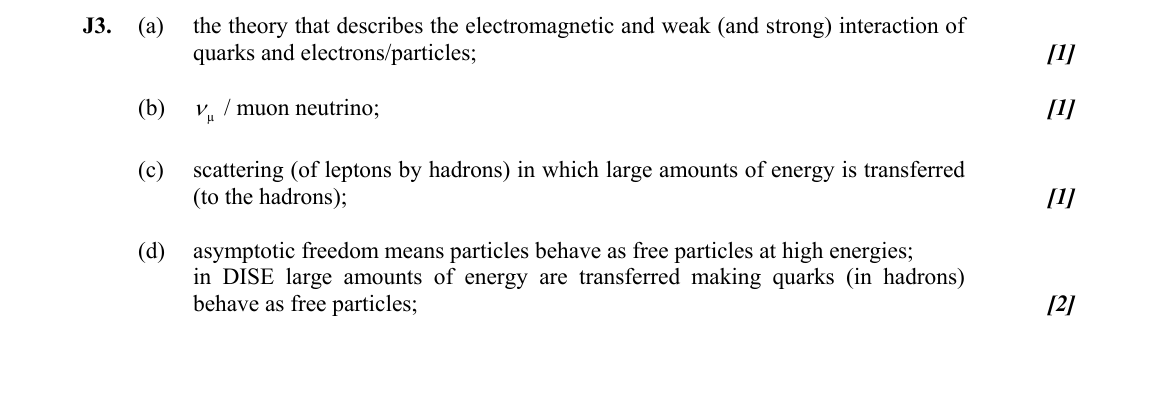 J3. (a) the theory that describes the electromagnetic and weak (and strong) interaction of
quarks and electrons/particles; [1]
(b) νμ / muon neutrino; [1]
(c) scattering (of leptons by hadrons) in which large amounts of energy is transferred
(to the hadrons); [1]
(d) asymptotic freedom means particles behave as free particles at high energies;
in DISE large amounts of energy are transferred making quarks (in hadrons)
behave as free particles; [2]